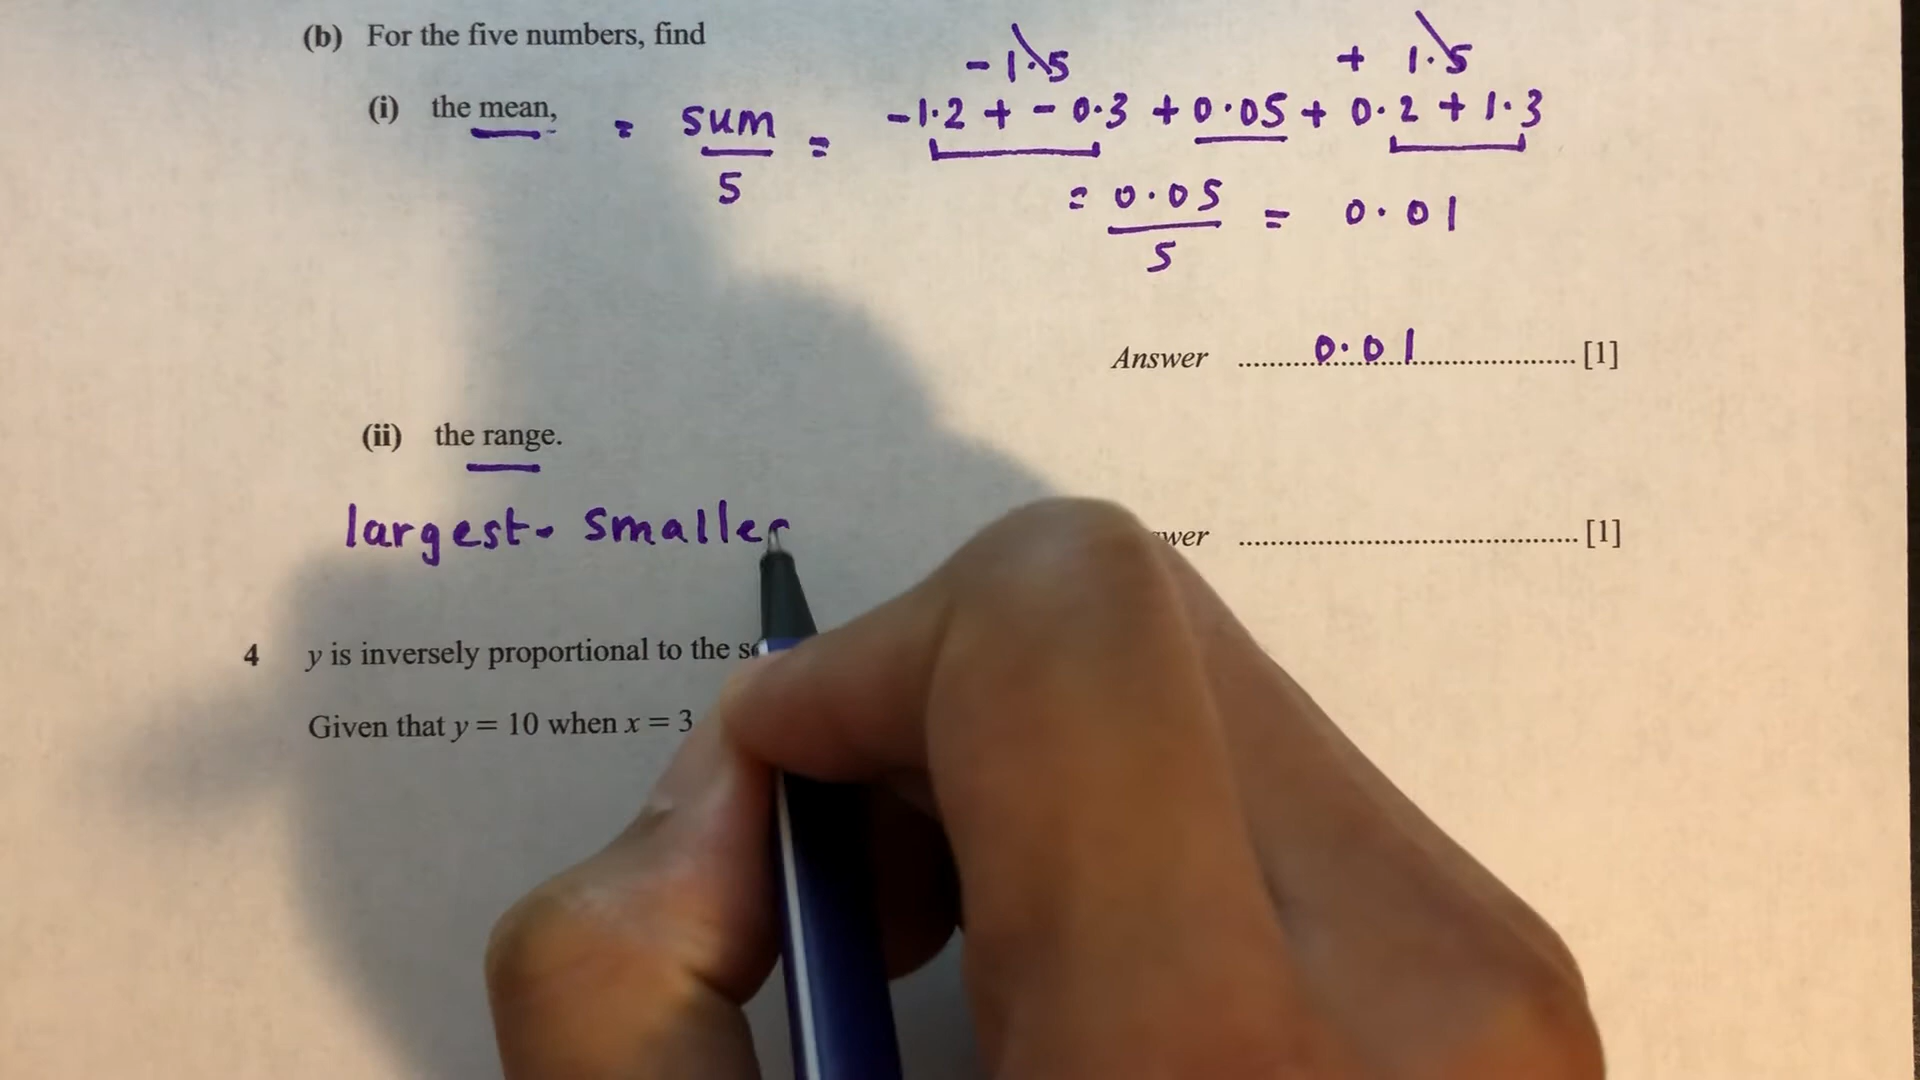 (b) For the five numbers, find
- 1.5 + 1.5
(i) the mean, = sum = -1.2 + - 0.3 + 0.05 + 0.2 + 1.3
5
= 0.05 = 0.01
5
Answer 0.01 [1]
(ii) the range.
largest - smalles
Answer [1]
4 y is inversely proportional to the
Given that y = 10 when x = 3